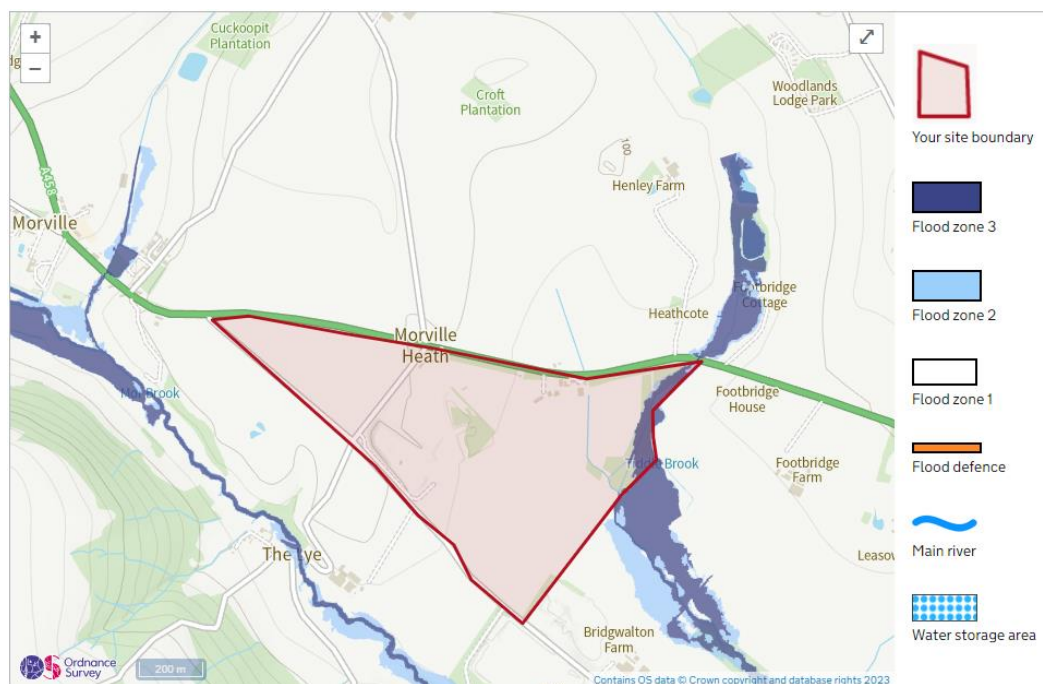 +
−
Cuckoopit
Plantation
Croft
Plantation
Woodlands
Lodge Park
100
Henley Farm
A458
Morville
Footbridge
Cottage
Heathcote
Morville
Heath
Mor Brook
Footbridge
House
Footbridge
Farm
Tiddle Brook
The Lye
Bridgwalton
Farm
Ordnance
Survey
200 m
Contains OS data © Crown copyright and database rights 2023
Your site boundary
Flood zone 3
Flood zone 2
Flood zone 1
Flood defence
Main river
Water storage area